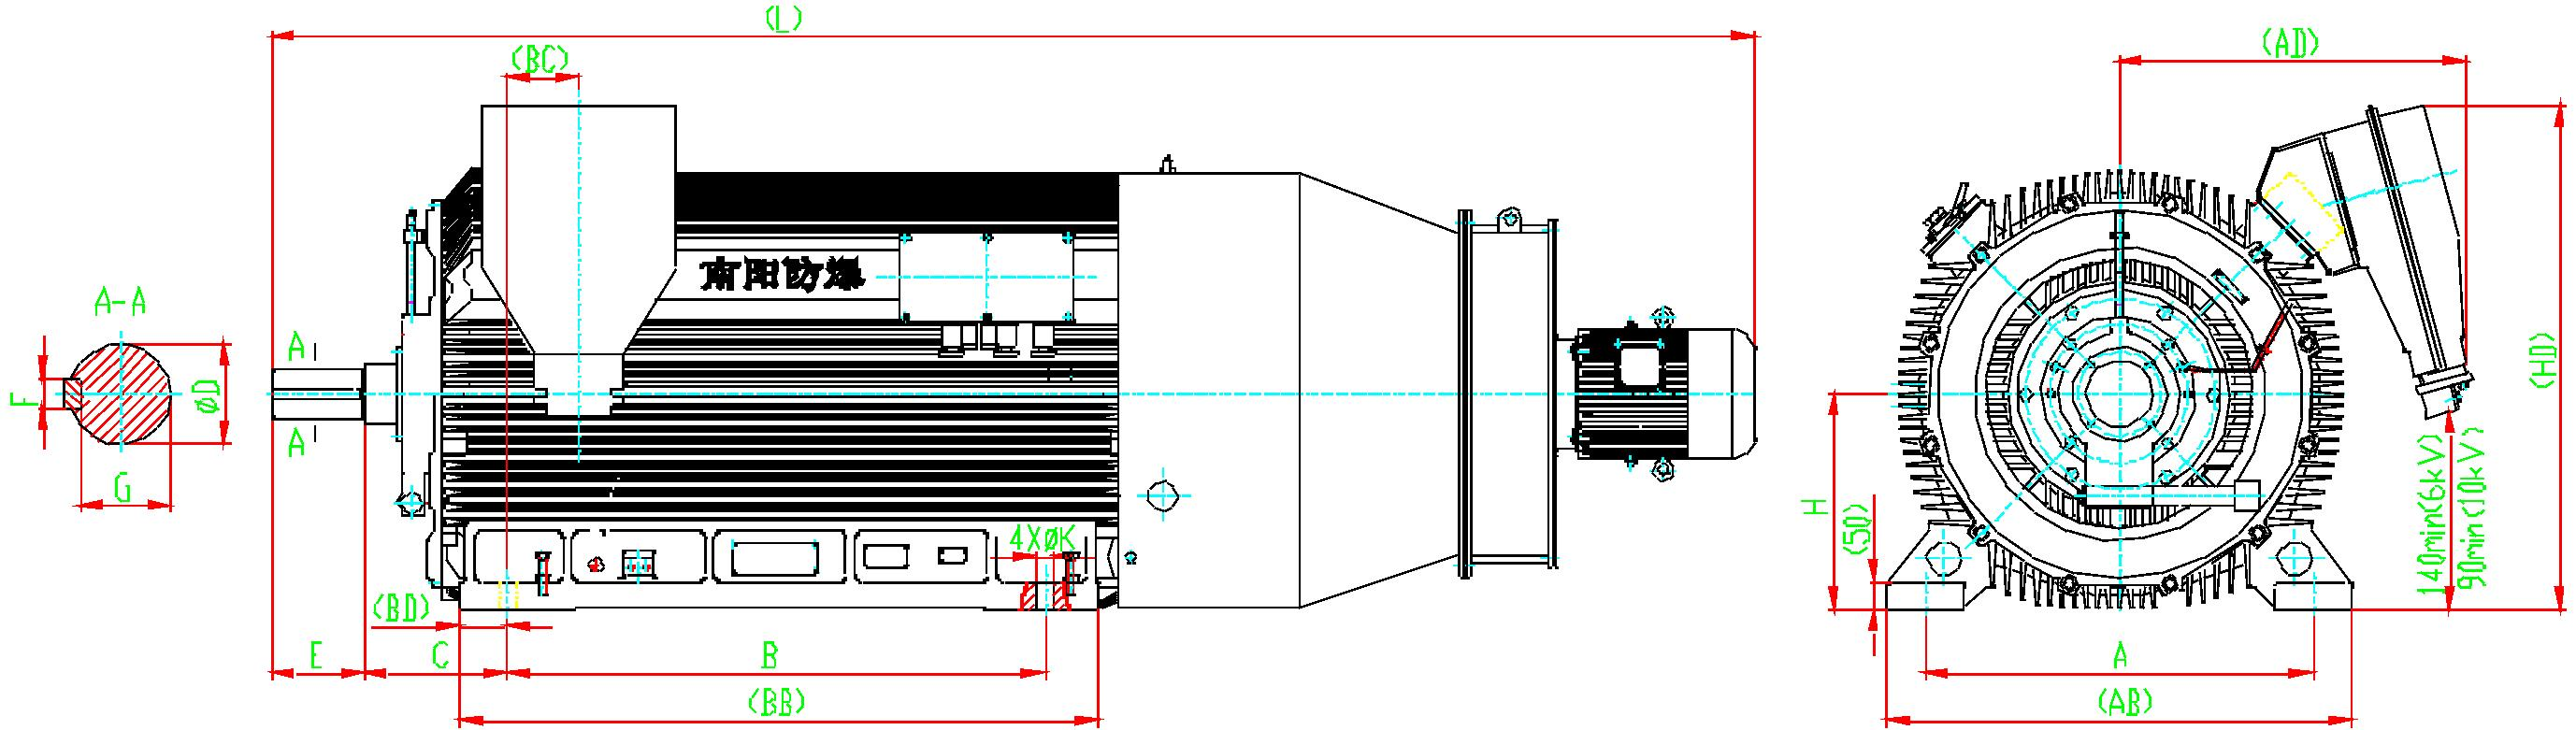 (L)
(BC)
(AD)
南阳防爆
A-A
A
A
F
øD
G
4XøK
(BD)
E
C
B
(BB)
H
(50)
(HD)
140min(6kV)
90min(10kV)
A
(AB)